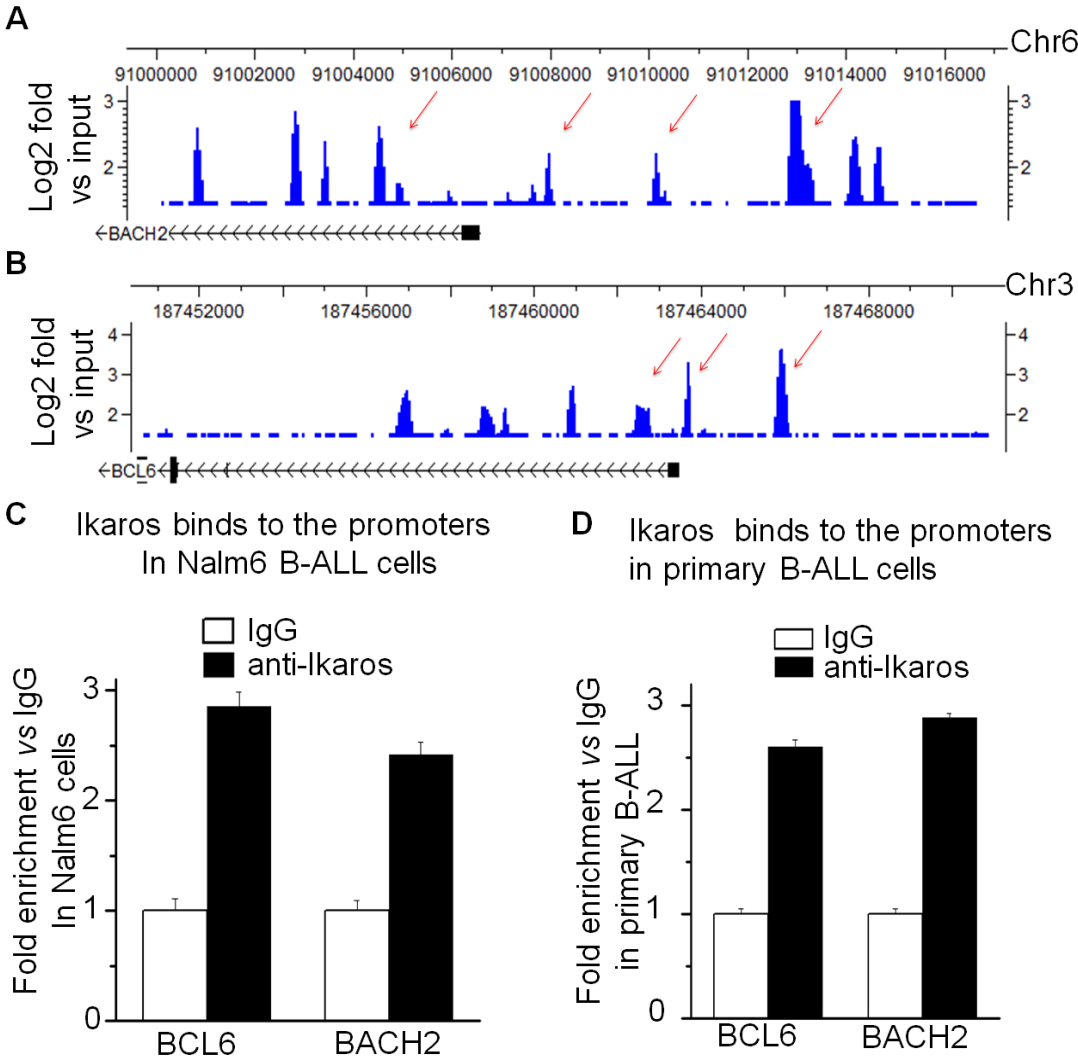 A
Chr6
91000000 91002000 91004000 91006000 91008000 91010000 91012000 91014000 91016000
Log2 fold
vs input
3
2
3
2
BACH2
B
Chr3
187452000 187456000 187460000 187464000 187468000
Log2 fold
vs input
4
3
2
4
3
2
BCL6
C
Ikaros binds to the promoters
In Nalm6 B-ALL cells
IgG
anti-Ikaros
Fold enrichment vs IgG
In Nalm6 cells
3
2
1
0
BCL6 BACH2
D
Ikaros binds to the promoters
in primary B-ALL cells
IgG
anti-Ikaros
Fold enrichment vs IgG
in primary B-ALL
3
2
1
0
BCL6 BACH2